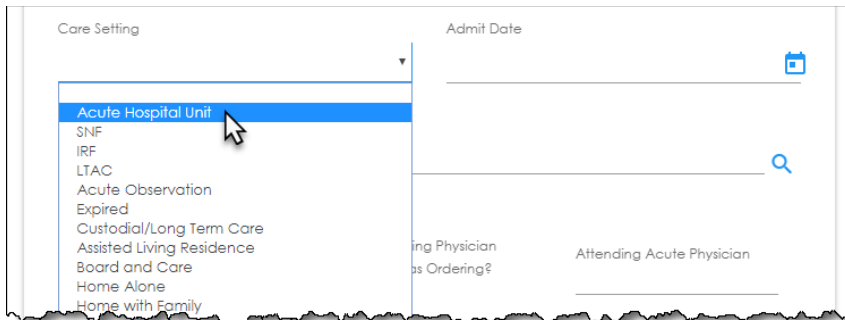 Care Setting
Admit Date
Acute Hospital Unit
SNF
IRF
LTAC
Acute Observation
Expired
Custodial/Long Term Care
Assisted Living Residence
Board and Care
Home Alone
Home with Family
ing Physician
as Ordering?
Attending Acute Physician